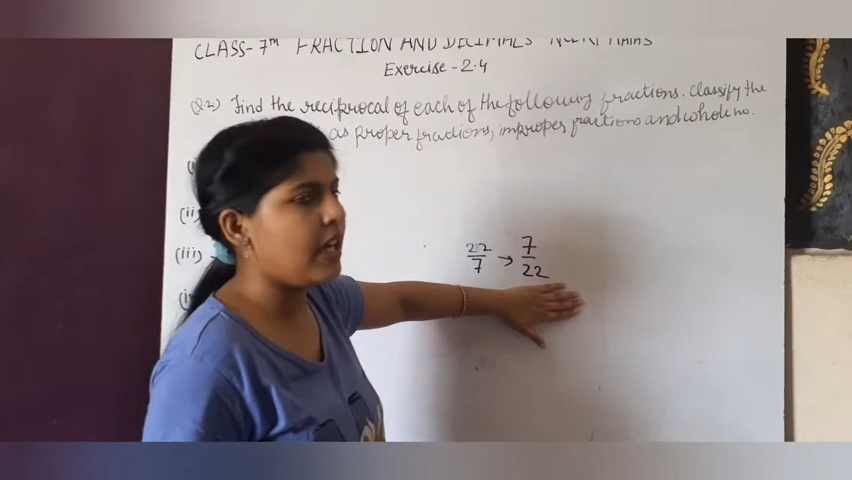 CLASS-7TH FRACTION AND DECIMALS NCERT MATHS
Exercise-2.4
Q.2) Find the reciprocal of each of the following fractions. Classify the
as proper fractions, improper fractions and whole no.
(ii)
(iii)
22/7 → 7/22